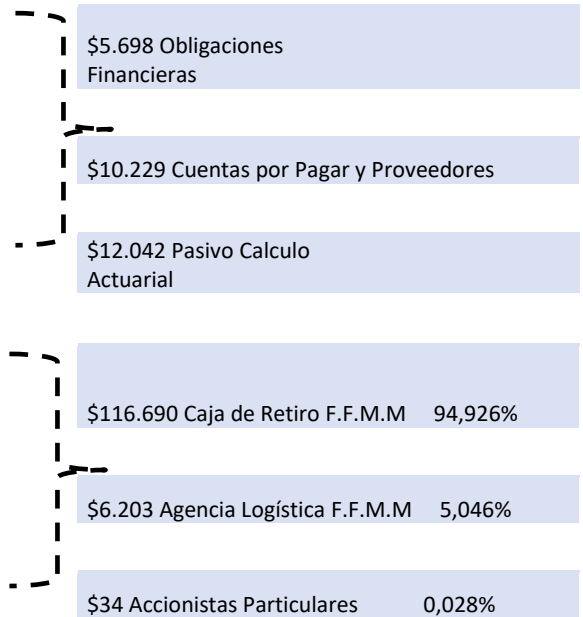 $5.698 Obligaciones
Financieras
$10.229 Cuentas por Pagar y Proveedores
$12.042 Pasivo Calculo
Actuarial
$116.690 Caja de Retiro F.F.M.M 94,926%
$6.203 Agencia Logística F.F.M.M 5,046%
$34 Accionistas Particulares 0,028%